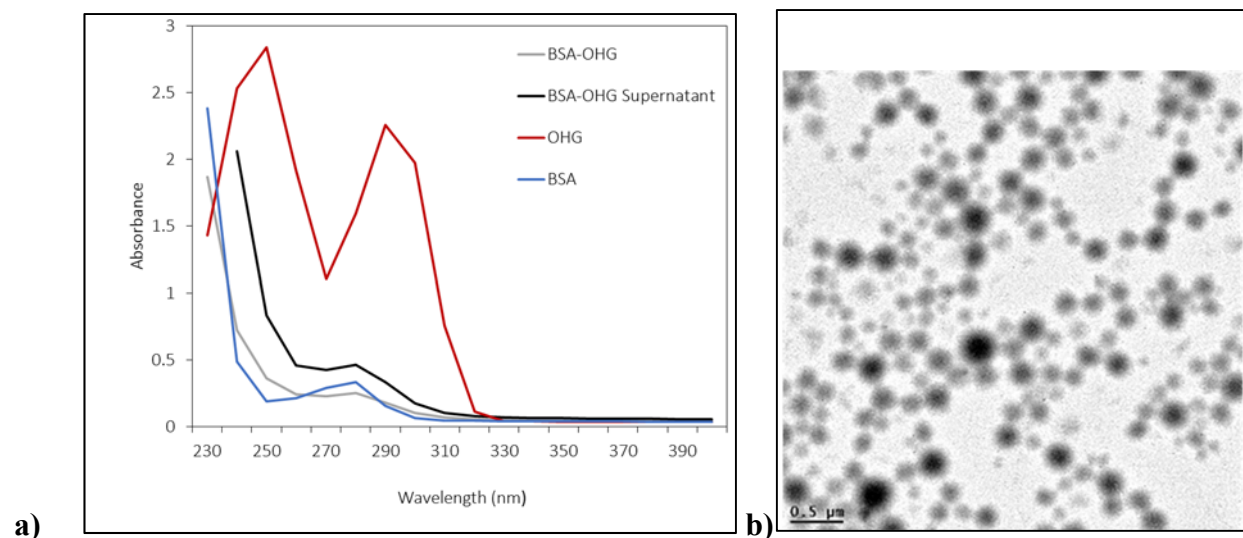 3
BSA-OHG
2.5
BSA-OHG Supernatant
OHG
2
BSA
1.5
Absorbance
1
0.5
0
230 250 270 290 310 330 350 370 390
Wavelength (nm)
0.5 µm
a) b)